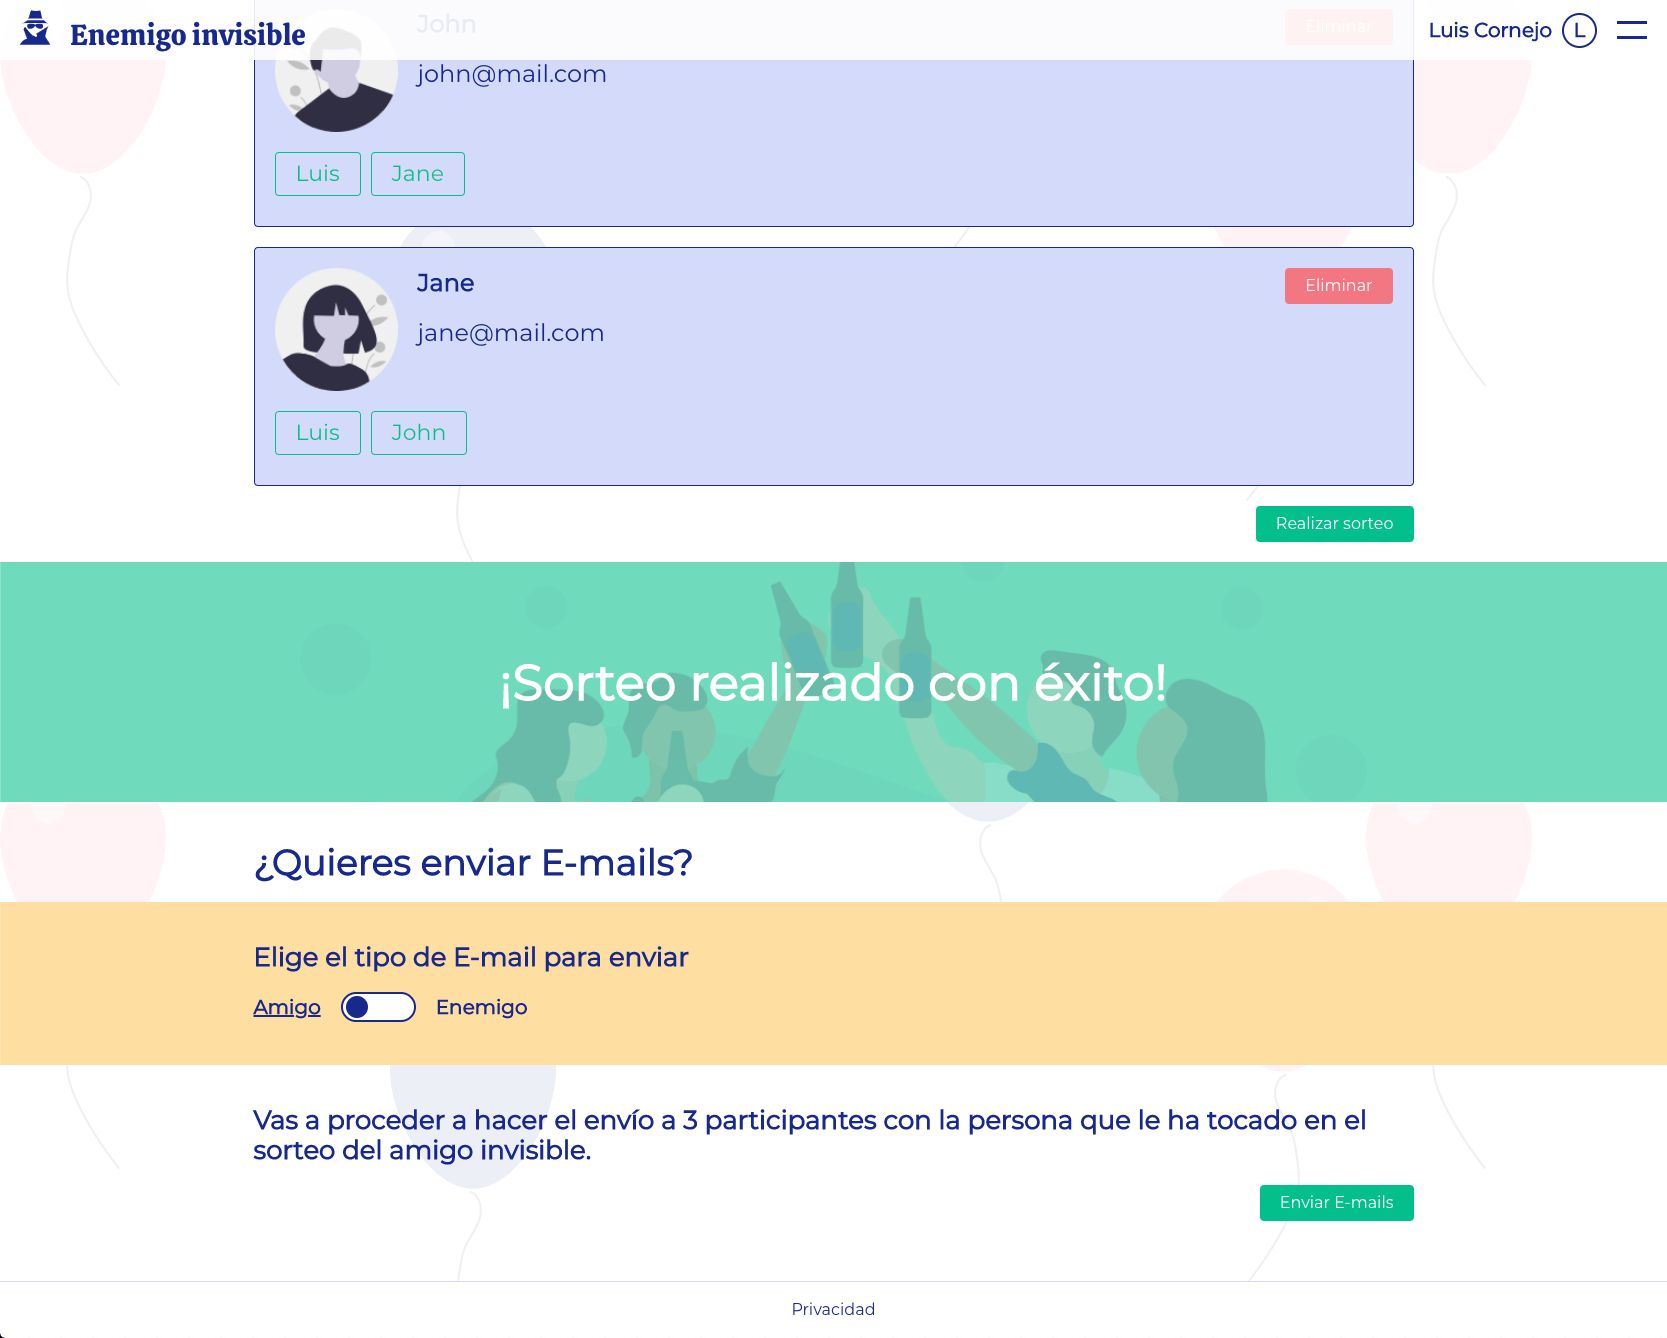 Enemigo invisible
Luis Cornejo L
John
Eliminar
john@mail.com
Luis Jane
Jane
Eliminar
jane@mail.com
Luis John
Realizar sorteo
¡Sorteo realizado con éxito!
¿Quieres enviar E-mails?
Elige el tipo de E-mail para enviar
Amigo Enemigo
Vas a proceder a hacer el envío a 3 participantes con la persona que le ha tocado en el
sorteo del amigo invisible.
Enviar E-mails
Privacidad